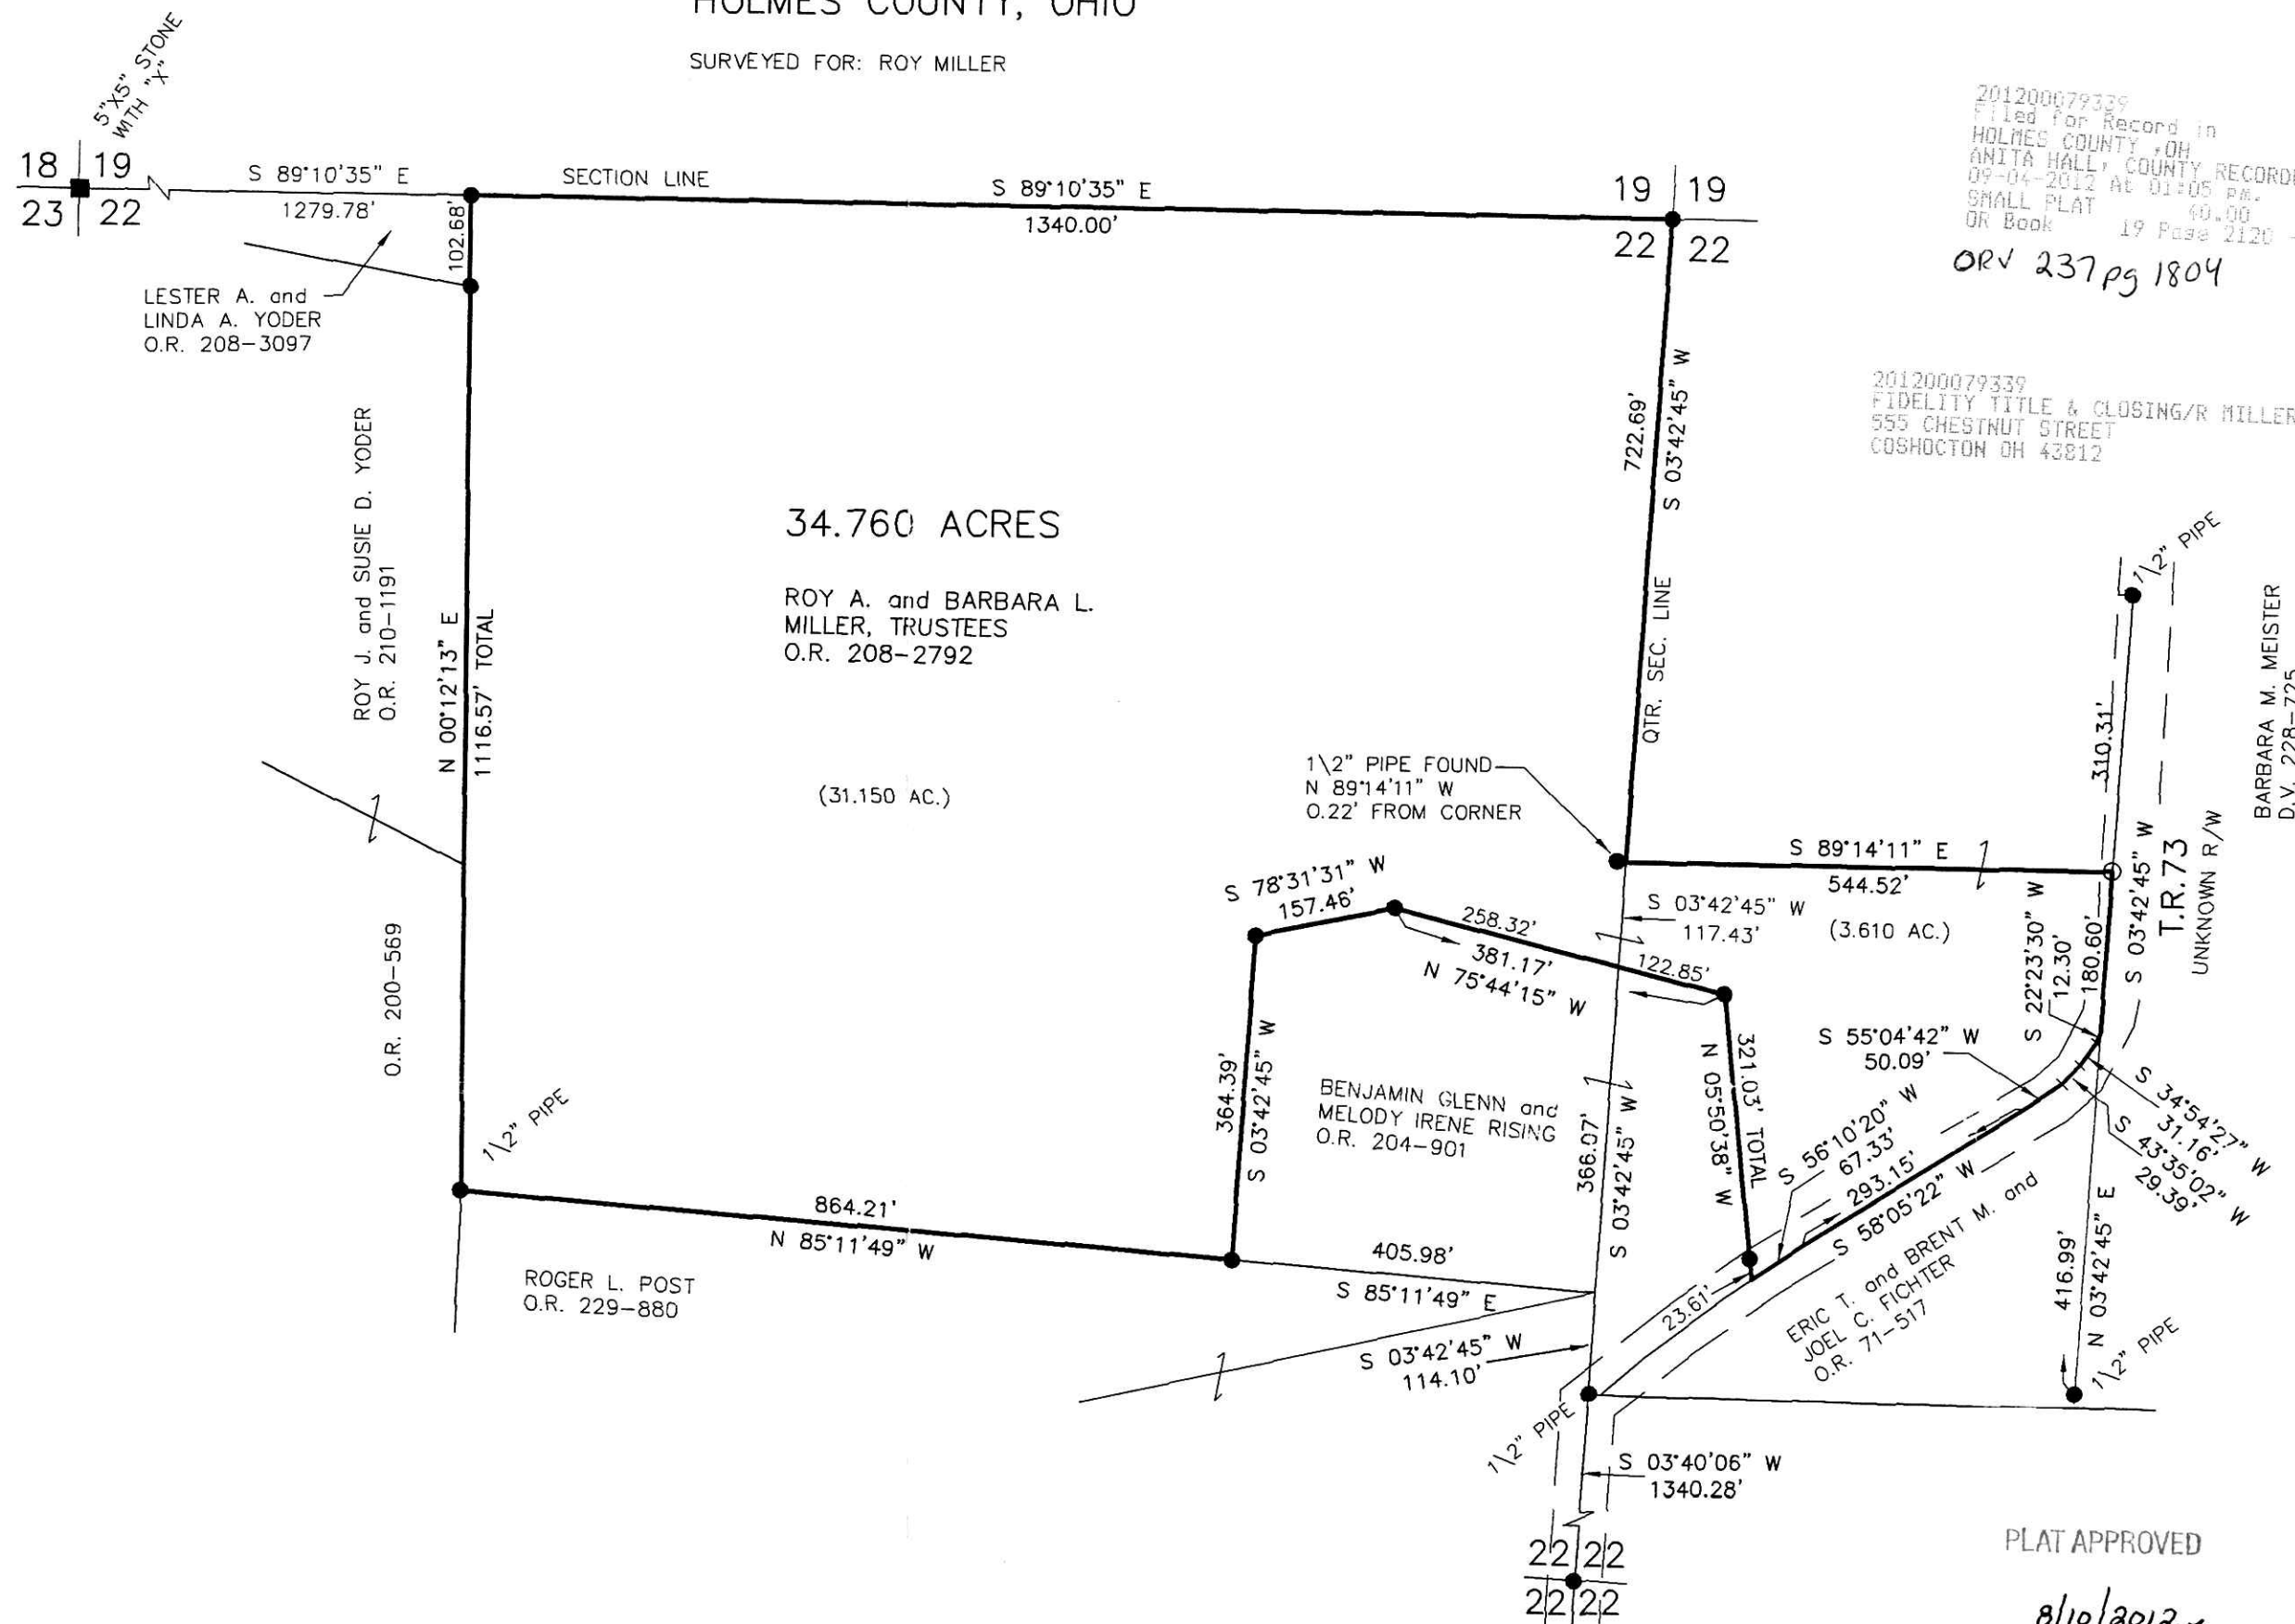 HOLMES COUNTY, OHIO
SURVEYED FOR: ROY MILLER
5"X5" STONE
WITH "X"
18 19
23 22
S 89°10'35" E
1279.78'
SECTION LINE
S 89°10'35" E
1340.00'
19 19
22 22
201200079339
Filed for Record in
HOLMES COUNTY ,OH
ANITA HALL, COUNTY
09-04-2012 At 01:05 pm.
SMALL PLAT 40.00
OR Book 19 Page 2120 -
ORV 237 pg 1804
102.68'
LESTER A. and
LINDA A. YODER
O.R. 208-3097
201200079339
FIDELITY TITLE & CLOSING/R MILLER
555 CHESTNUT STREET
COSHOCTON OH 43812
722.69'
S 03°42'45" W
QTR. SEC. LINE
ROY J. and SUSIE D. YODER
O.R. 210-1191
N 00°12'13" E
1116.57' TOTAL
34.760 ACRES
ROY A. and BARBARA L.
MILLER, TRUSTEES
O.R. 208-2792
(31.150 AC.)
1\2" PIPE
310.31'
BARBARA M. MEISTER
D.V. 228-725
1\2" PIPE FOUND
N 89°14'11" W
0.22' FROM CORNER
S 89°14'11" E
544.52'
S 03°42'45" W
T.R.73
UNKNOWN R/W
S 78°31'31" W
157.46'
258.32'
381.17'
N 75°44'15" W
122.85'
S 03°42'45" W
117.43'
(3.610 AC.)
S 22°23'30" W
12.30'
180.60'
O.R. 200-569
364.39'
S 03°42'45" W
BENJAMIN GLENN and
MELODY IRENE RISING
O.R. 204-901
366.07'
S 03°42'45" W
321.03' TOTAL
N 05°50'38" W
S 55°04'42" W
50.09'
S 56°10'20" W
67.33'
293.15'
S 58°05'22" W
S 34°54'27" W
31.16'
S 43°35'02" W
29.39'
1\2" PIPE
864.21'
N 85°11'49" W
405.98'
S 85°11'49" E
ROGER L. POST
O.R. 229-880
23.61'
ERIC T. and BRENT M. and
JOEL C. FICHTER
O.R. 71-517
416.99'
N 03°42'45" E
1\2" PIPE
S 03°42'45" W
114.10'
1\2" PIPE
S 03°40'06" W
1340.28'
22 22
22 22
PLAT APPROVED
8/10/2012